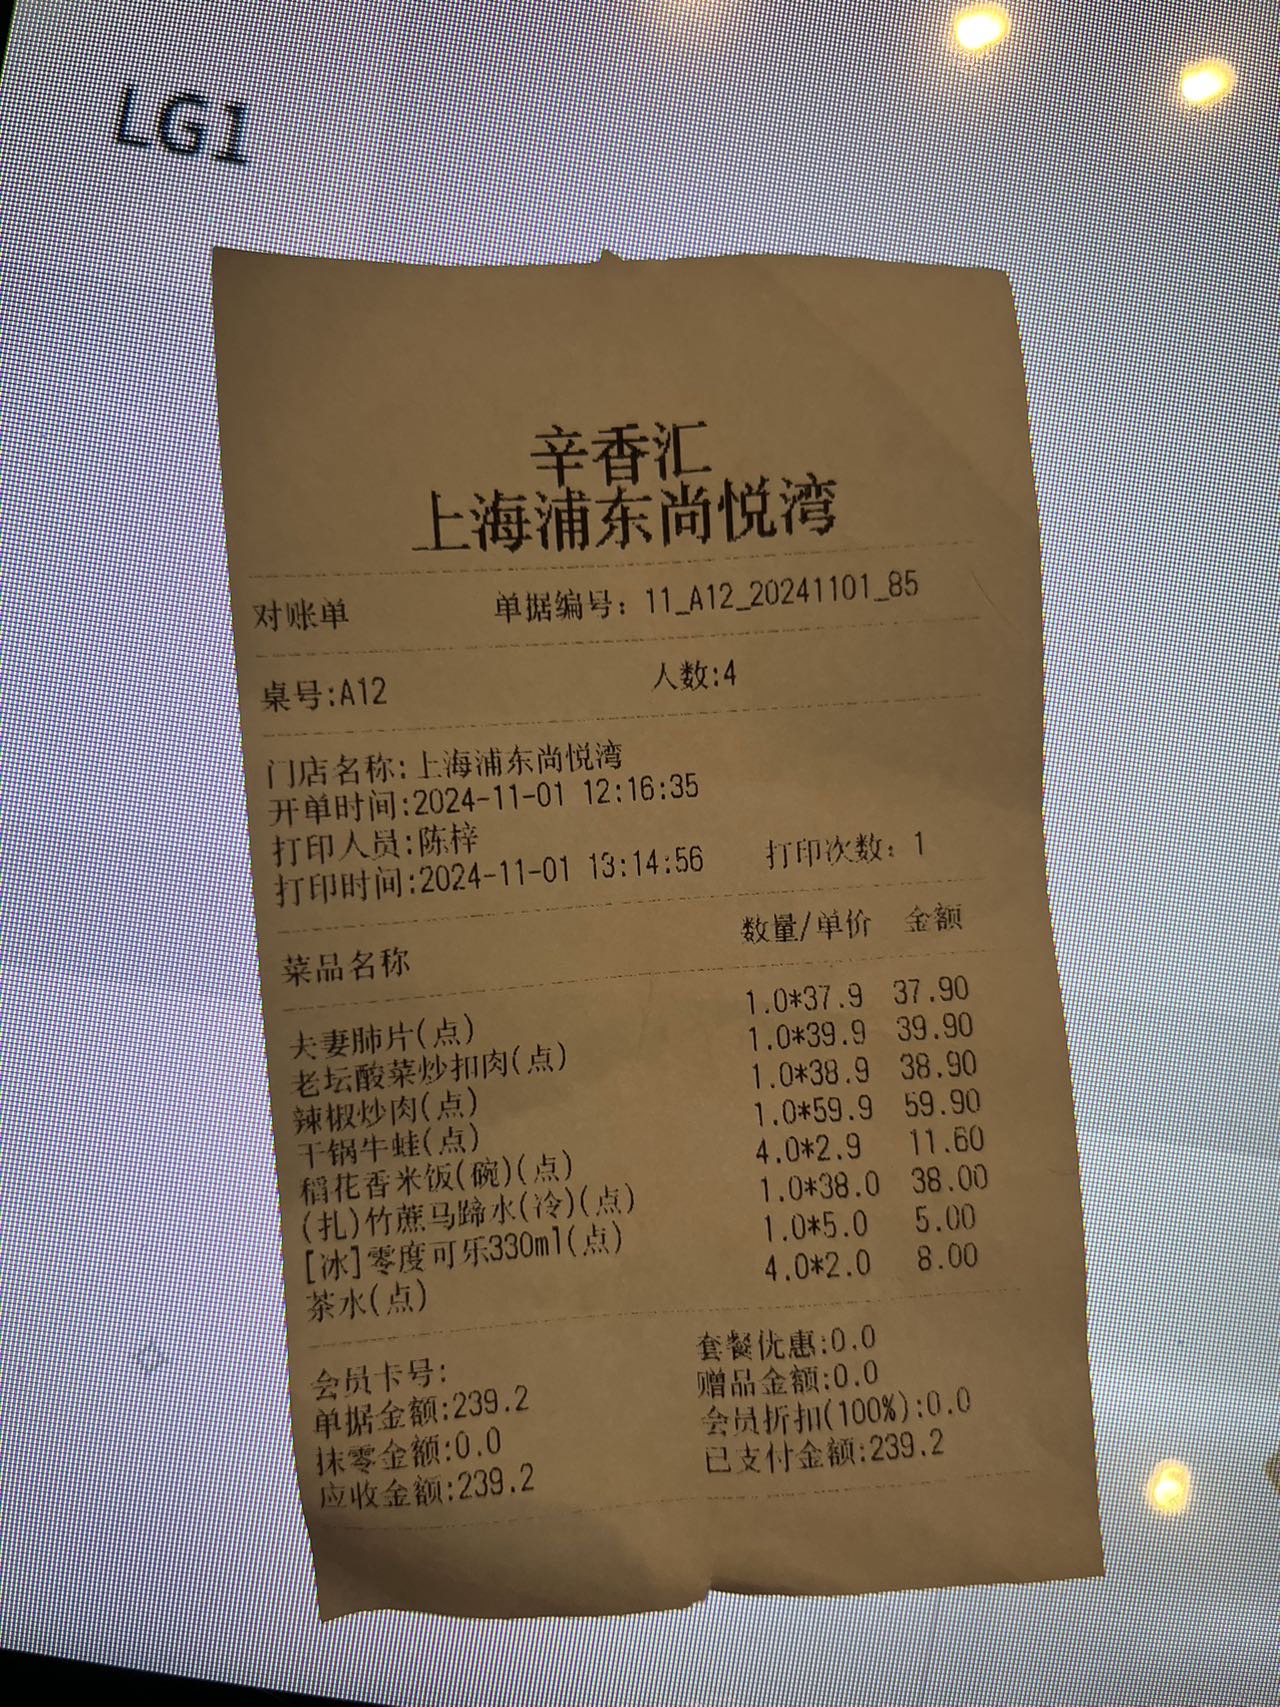 LG1
辛香汇
上海浦东尚悦湾
对账单 单据编号：11_A12_20241101_85
桌号:A12 人数:4
门店名称:上海浦东尚悦湾
开单时间:2024-11-01 12:16:35
打印人员:陈梓
打印时间:2024-11-01 13:14:56 打印次数：1
菜品名称 数量/单价 金额
夫妻肺片(点) 1.0*37.9 37.90
老坛酸菜炒扣肉(点) 1.0*39.9 39.90
辣椒炒肉(点) 1.0*38.9 38.90
干锅牛蛙(点) 1.0*59.9 59.90
稻花香米饭(碗)(点) 4.0*2.9 11.60
(扎)竹蔗马蹄水(冷)(点) 1.0*38.0 38.00
[冰]零度可乐330ml(点) 1.0*5.0 5.00
茶水(点) 4.0*2.0 8.00
会员卡号: 套餐优惠:0.0
单据金额:239.2 赠品金额:0.0
抹零金额:0.0 会员折扣(100%):0.0
应收金额:239.2 已支付金额:239.2